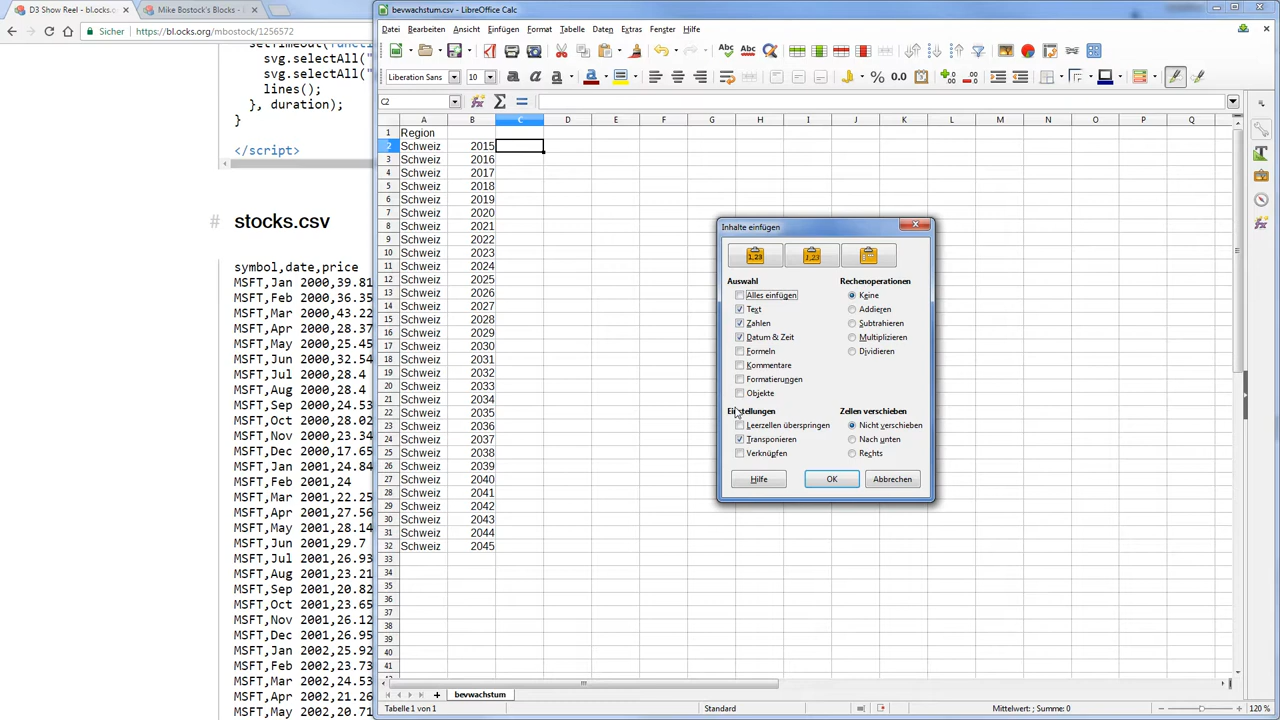 D3 Show Reel - bl.ocks.o
Mike Bostock's Blocks - b
Sicher
https://bl.ocks.org/mbostock/1256572
setTimeout(functi
svg.selectAll("
svg.selectAll("
lines();
}, duration);
}
</script>
# stocks.csv
symbol,date,price
MSFT,Jan 2000,39.81
MSFT,Feb 2000,36.35
MSFT,Mar 2000,43.22
MSFT,Apr 2000,28.37
MSFT,May 2000,25.45
MSFT,Jun 2000,32.54
MSFT,Jul 2000,28.4
MSFT,Aug 2000,28.4
MSFT,Sep 2000,24.53
MSFT,Oct 2000,28.02
MSFT,Nov 2000,23.34
MSFT,Dec 2000,17.65
MSFT,Jan 2001,24.84
MSFT,Feb 2001,24
MSFT,Mar 2001,22.25
MSFT,Apr 2001,27.56
MSFT,May 2001,28.14
MSFT,Jun 2001,29.7
MSFT,Jul 2001,26.93
MSFT,Aug 2001,23.21
MSFT,Sep 2001,20.82
MSFT,Oct 2001,23.65
MSFT,Nov 2001,26.12
MSFT,Dec 2001,26.95
MSFT,Jan 2002,25.92
MSFT,Feb 2002,23.73
MSFT,Mar 2002,24.53
MSFT,Apr 2002,21.26
MSFT,May 2002,20.71
bevwachstum.csv - LibreOffice Calc
Datei Bearbeiten Ansicht Einfügen Format Tabelle Daten Extras Fenster Hilfe
Liberation Sans 10
C2
A B C D E F G H I J K L M N O P Q
1 Region
2 Schweiz 2015
3 Schweiz 2016
4 Schweiz 2017
5 Schweiz 2018
6 Schweiz 2019
7 Schweiz 2020
8 Schweiz 2021
9 Schweiz 2022
10 Schweiz 2023
11 Schweiz 2024
12 Schweiz 2025
13 Schweiz 2026
14 Schweiz 2027
15 Schweiz 2028
16 Schweiz 2029
17 Schweiz 2030
18 Schweiz 2031
19 Schweiz 2032
20 Schweiz 2033
21 Schweiz 2034
22 Schweiz 2035
23 Schweiz 2036
24 Schweiz 2037
25 Schweiz 2038
26 Schweiz 2039
27 Schweiz 2040
28 Schweiz 2041
29 Schweiz 2042
30 Schweiz 2043
31 Schweiz 2044
32 Schweiz 2045
33
34
35
36
37
38
39
40
41
Inhalte einfügen
Auswahl
Alles einfügen
Text
Zahlen
Datum & Zeit
Formeln
Kommentare
Formatierungen
Objekte
Rechenoperationen
Keine
Addieren
Subtrahieren
Multiplizieren
Dividieren
Einstellungen
Leerzellen überspringen
Transponieren
Verknüpfen
Zellen verschieben
Nicht verschieben
Nach unten
Rechts
Hilfe
OK
Abbrechen
bevwachstum
Tabelle 1 von 1
Standard
Mittelwert: ; Summe: 0
120 %